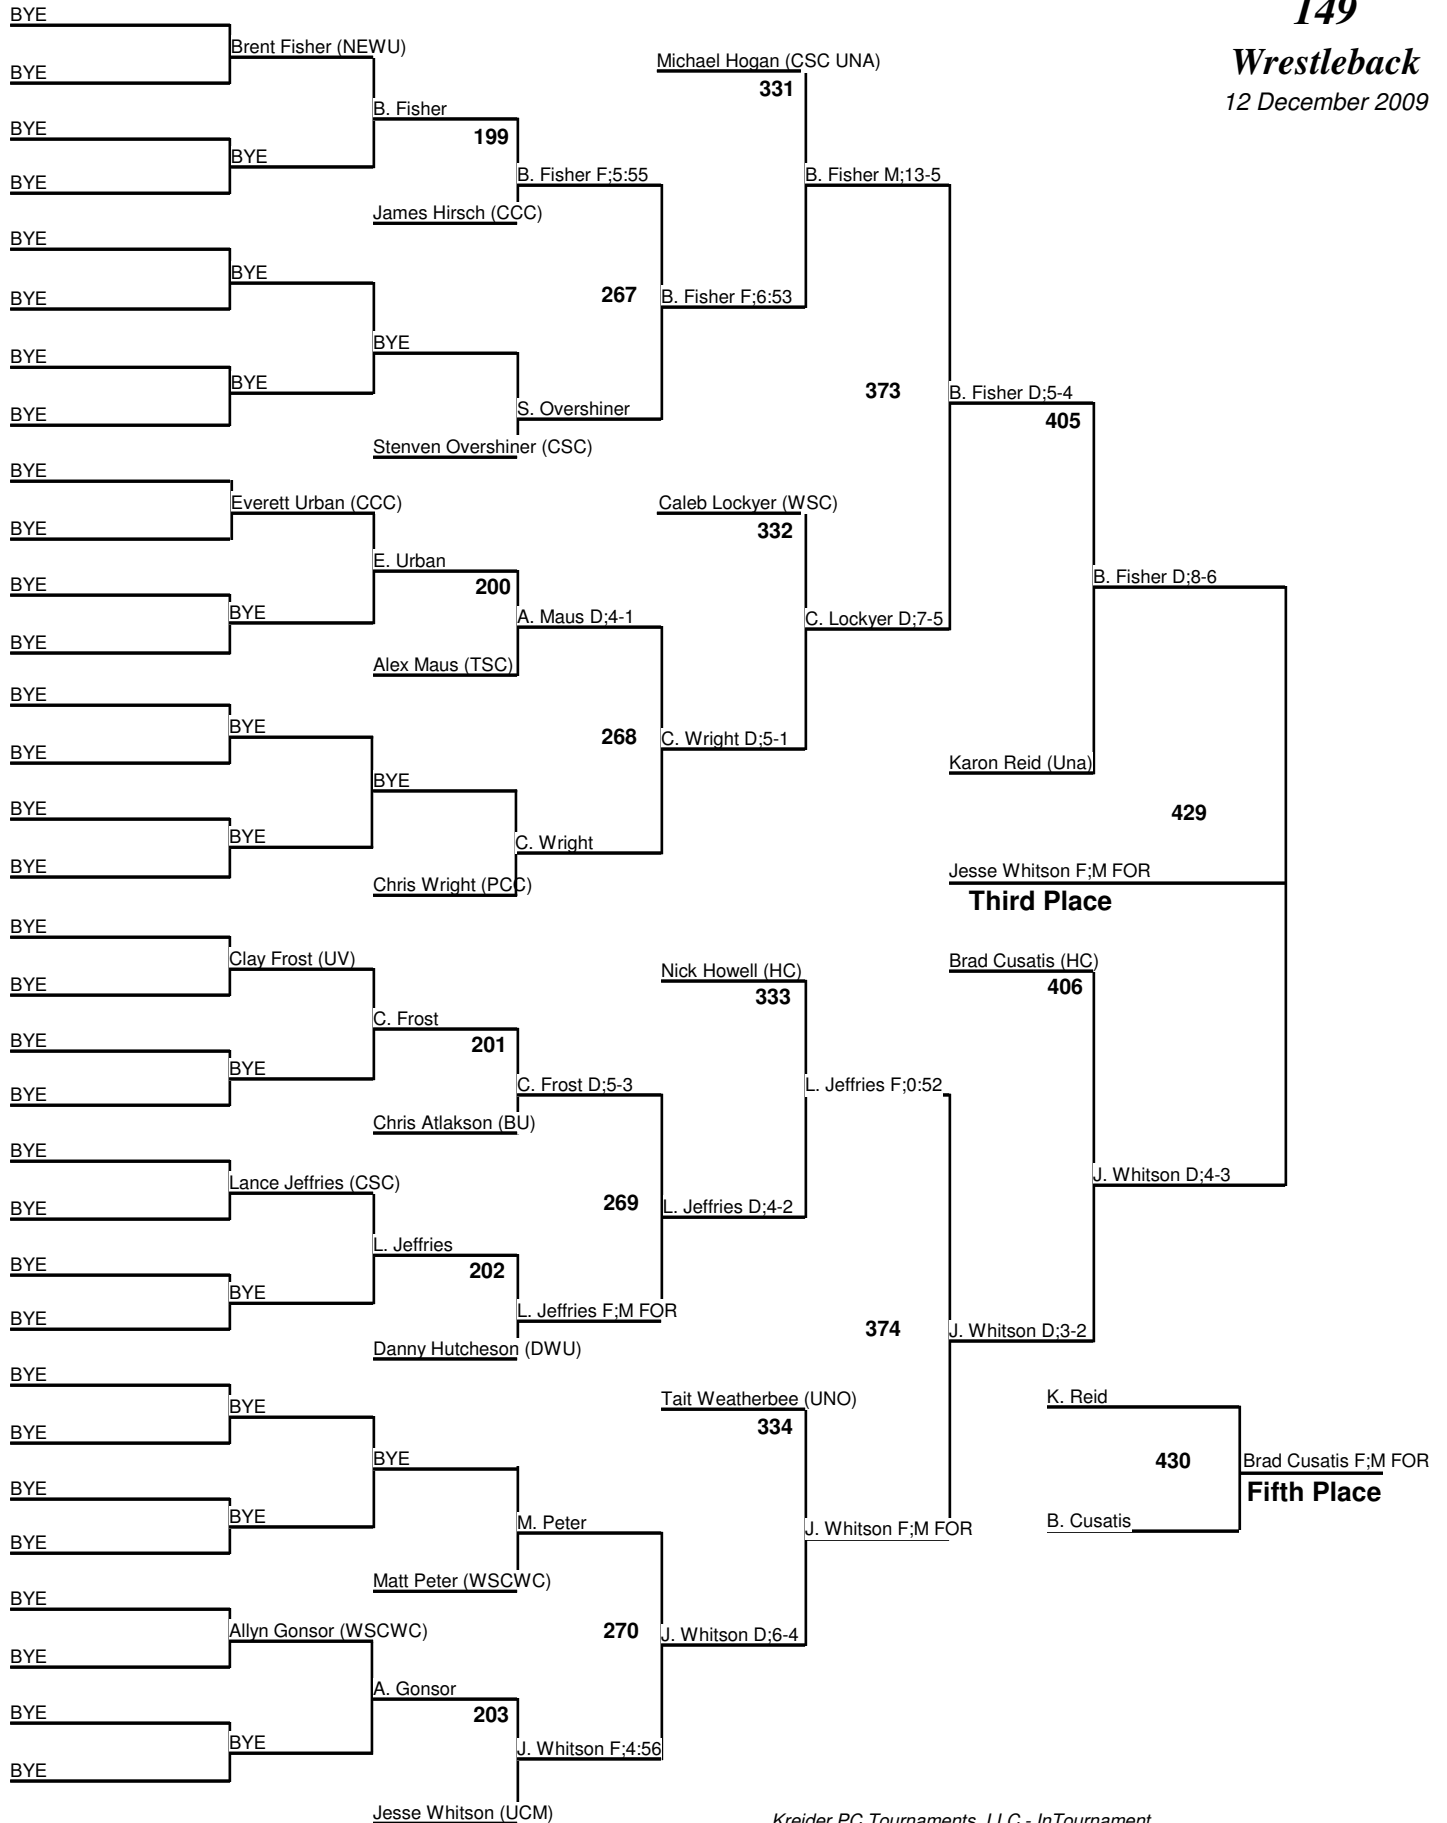 149
Wrestleback
12 December 2009
BYE
Brent Fisher (NEWU)
Michael Hogan (CSC UNA)
BYE
331
B. Fisher
BYE
199
BYE
B. Fisher F;5:55
B. Fisher M;13-5
BYE
James Hirsch (CCC)
BYE
BYE
267
B. Fisher F;6:53
BYE
BYE
BYE
BYE
373
B. Fisher D;5-4
BYE
S. Overshiner
405
Stenven Overshiner (CSC)
BYE
Everett Urban (CCC)
Caleb Lockyer (WSC)
BYE
332
E. Urban
BYE
200
B. Fisher D;8-6
BYE
A. Maus D;4-1
C. Lockyer D;7-5
BYE
Alex Maus (TSC)
BYE
BYE
268
C. Wright D;5-1
BYE
Karon Reid (Una)
BYE
BYE
429
BYE
C. Wright
BYE
Jesse Whitson F;M FOR
Chris Wright (PCC)
Third Place
BYE
Clay Frost (UV)
Nick Howell (HC)
Brad Cusatis (HC)
BYE
333
406
C. Frost
BYE
201
BYE
C. Frost D;5-3
L. Jeffries F;0:52
BYE
Chris Atlakson (BU)
BYE
Lance Jeffries (CSC)
J. Whitson D;4-3
BYE
269
L. Jeffries D;4-2
L. Jeffries
BYE
202
BYE
L. Jeffries F;M FOR
BYE
374
J. Whitson D;3-2
Danny Hutcheson (DWU)
BYE
BYE
Tait Weatherbee (UNO)
K. Reid
BYE
334
BYE
430
Brad Cusatis F;M FOR
BYE
Fifth Place
BYE
M. Peter
J. Whitson F;M FOR
B. Cusatis
BYE
Matt Peter (WSCWC)
BYE
Allyn Gonsor (WSCWC)
270
J. Whitson D;6-4
BYE
A. Gonsor
BYE
203
BYE
J. Whitson F;4:56
BYE
Jesse Whitson (UCM)
Kreider PC Tournaments, LLC - InTournament